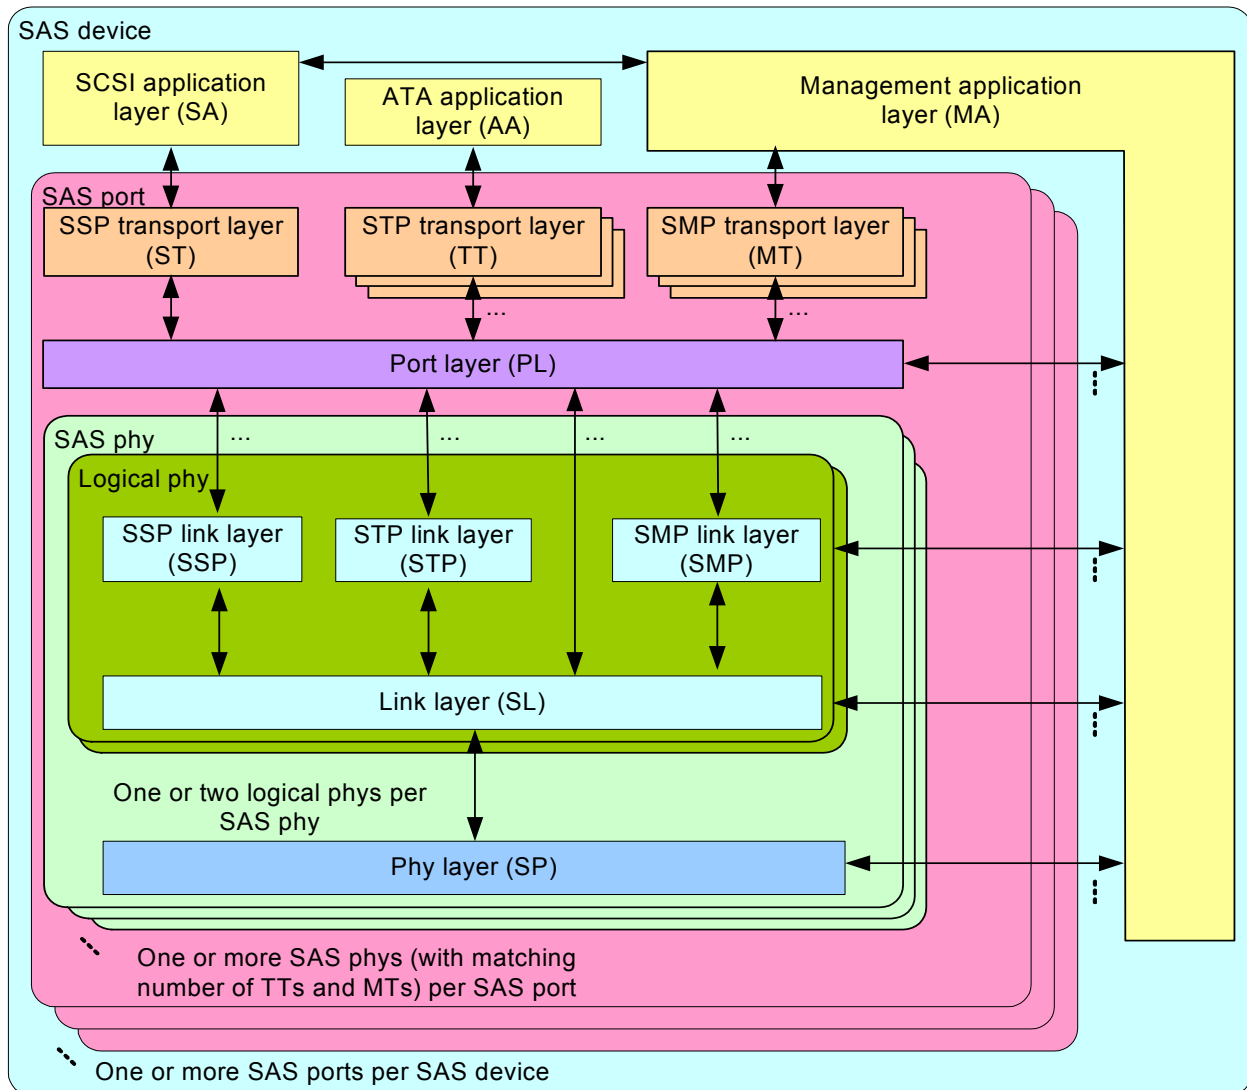 SAS device
SCSI application
layer (SA)
ATA application
layer (AA)
Management application
layer (MA)
SAS port
SSP transport layer
(ST)
STP transport layer
(TT)
SMP transport layer
(MT)
...
...
Port layer (PL)
SAS phy
...
...
...
...
Logical phy
SSP link layer
(SSP)
STP link layer
(STP)
SMP link layer
(SMP)
Link layer (SL)
One or two logical phys per
SAS phy
Phy layer (SP)
One or more SAS phys (with matching
number of TTs and MTs) per SAS port
One or more SAS ports per SAS device